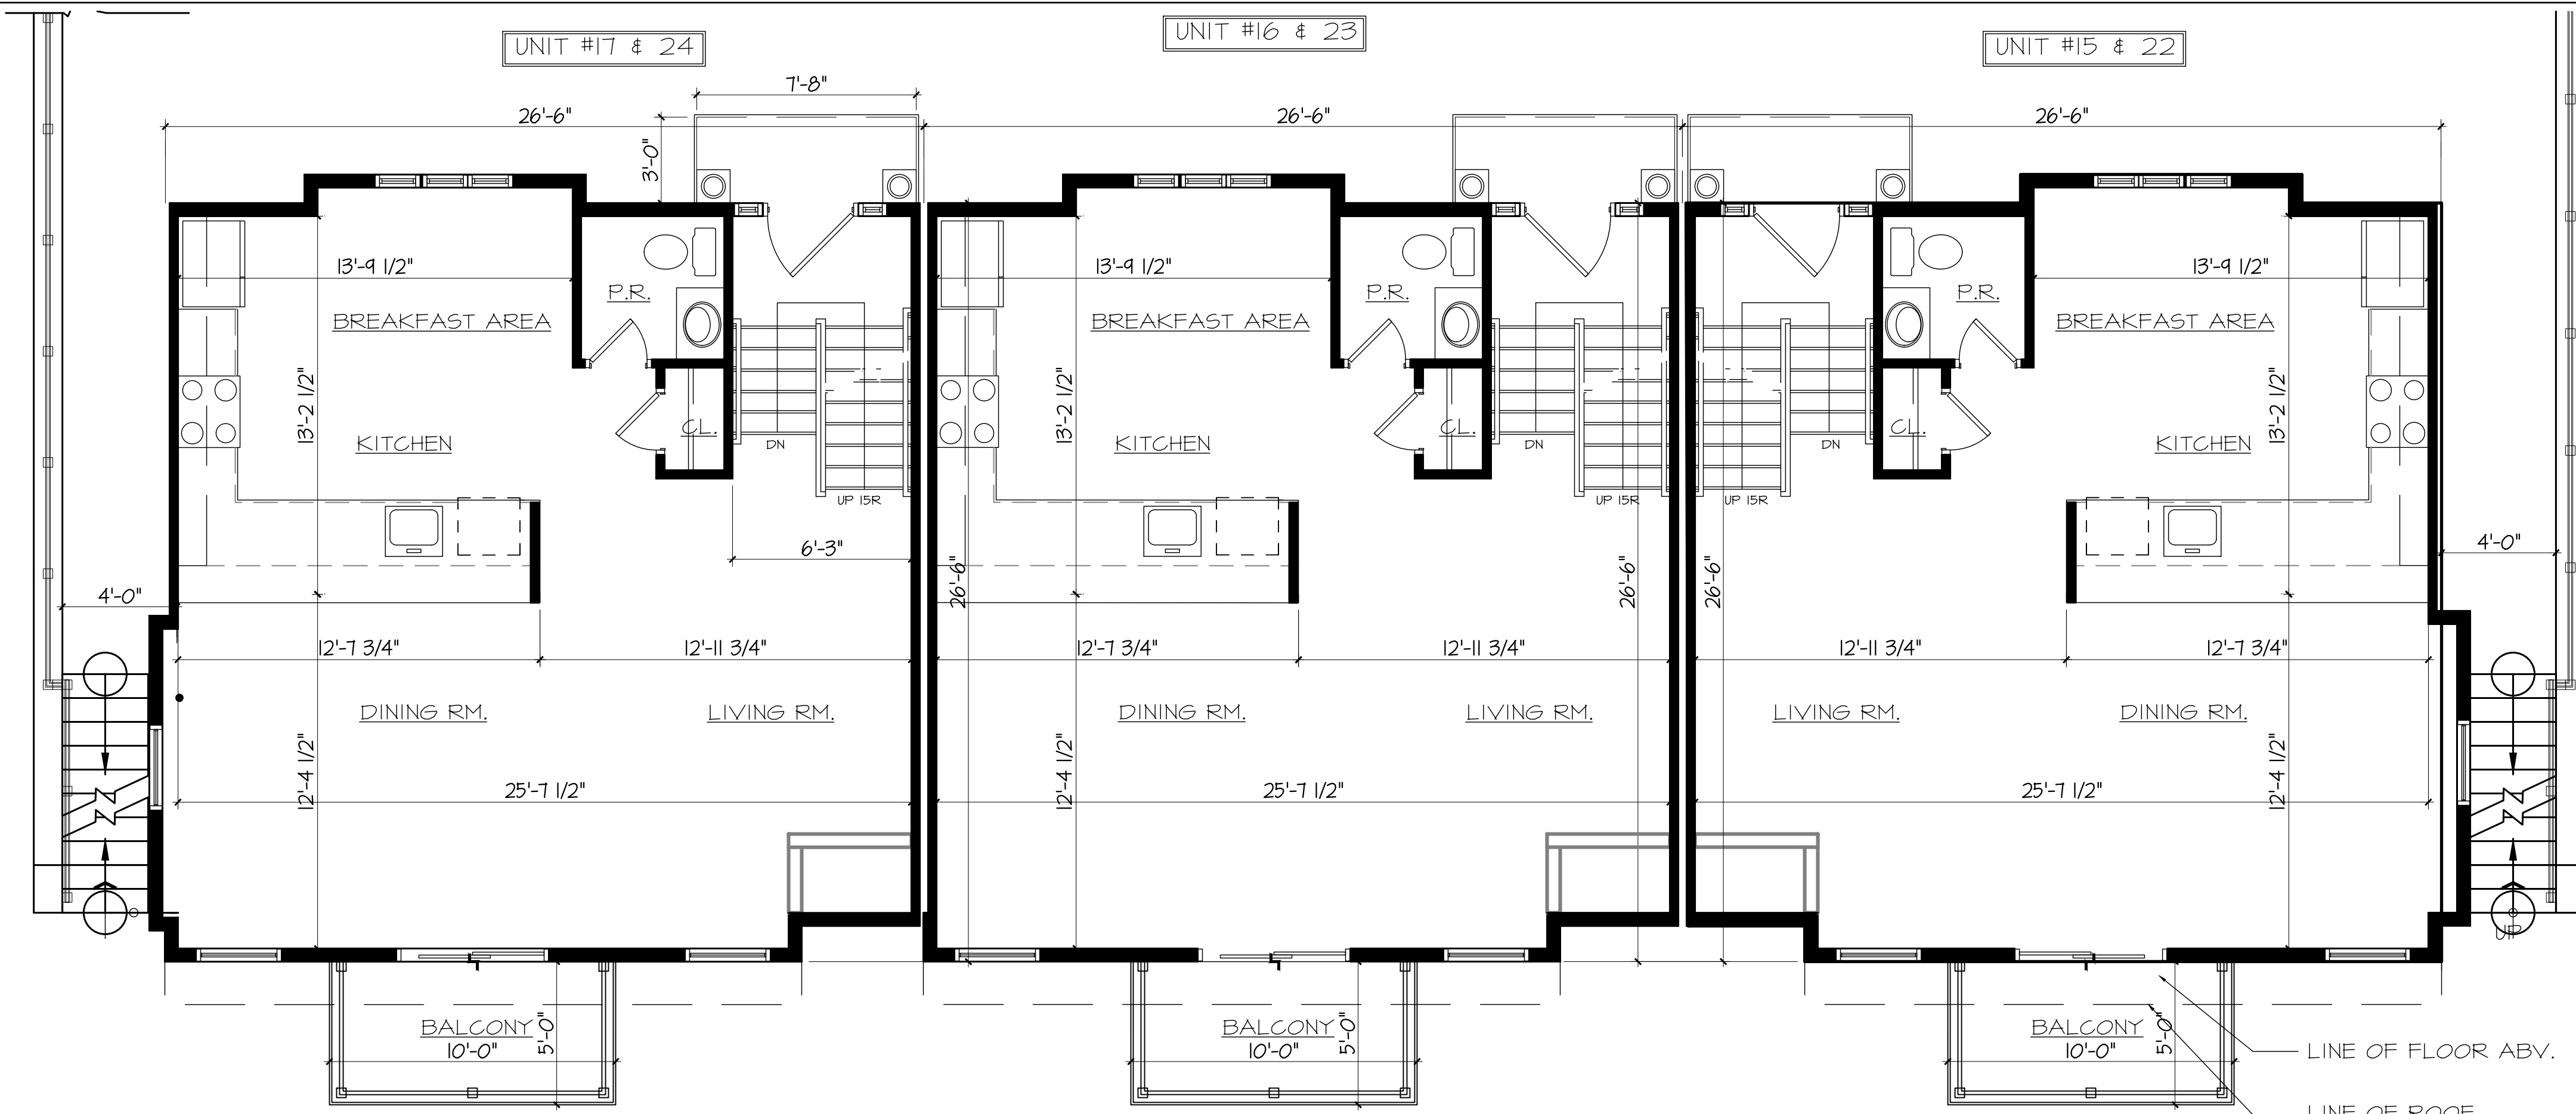 UNIT #17 & 24
UNIT #16 & 23
UNIT #15 & 22
7'-8"
26'-6"
26'-6"
26'-6"
3'-0"
13'-9 1/2"
P.R.
BREAKFAST AREA
13'-2 1/2"
KITCHEN
CL.
DN
UP 15R
6'-3"
4'-0"
12'-7 3/4"
12'-11 3/4"
DINING RM.
LIVING RM.
12'-4 1/2"
25'-7 1/2"
BALCONY
10'-0"
5'-0"
13'-9 1/2"
P.R.
BREAKFAST AREA
13'-2 1/2"
KITCHEN
CL.
DN
UP 15R
26'-6"
26'-6"
12'-7 3/4"
12'-11 3/4"
DINING RM.
LIVING RM.
12'-4 1/2"
25'-7 1/2"
BALCONY
10'-0"
5'-0"
P.R.
13'-9 1/2"
BREAKFAST AREA
13'-2 1/2"
KITCHEN
CL.
DN
UP 15R
26'-6"
4'-0"
12'-11 3/4"
12'-7 3/4"
LIVING RM.
DINING RM.
12'-4 1/2"
25'-7 1/2"
UP
BALCONY
10'-0"
5'-0"
LINE OF FLOOR ABV.
LINE OF ROOF